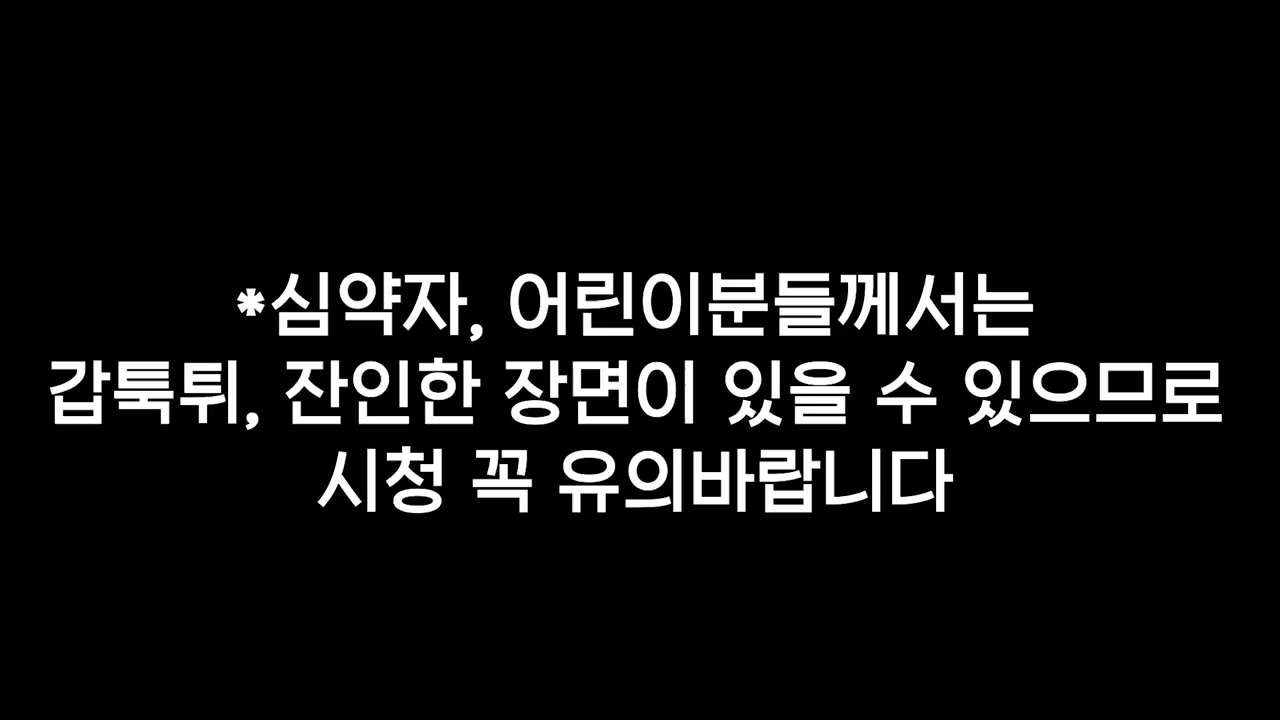 *심약자, 어린이분들께서는
갑툭튀, 잔인한 장면이 있을 수 있으므로
시청 꼭 유의바랍니다